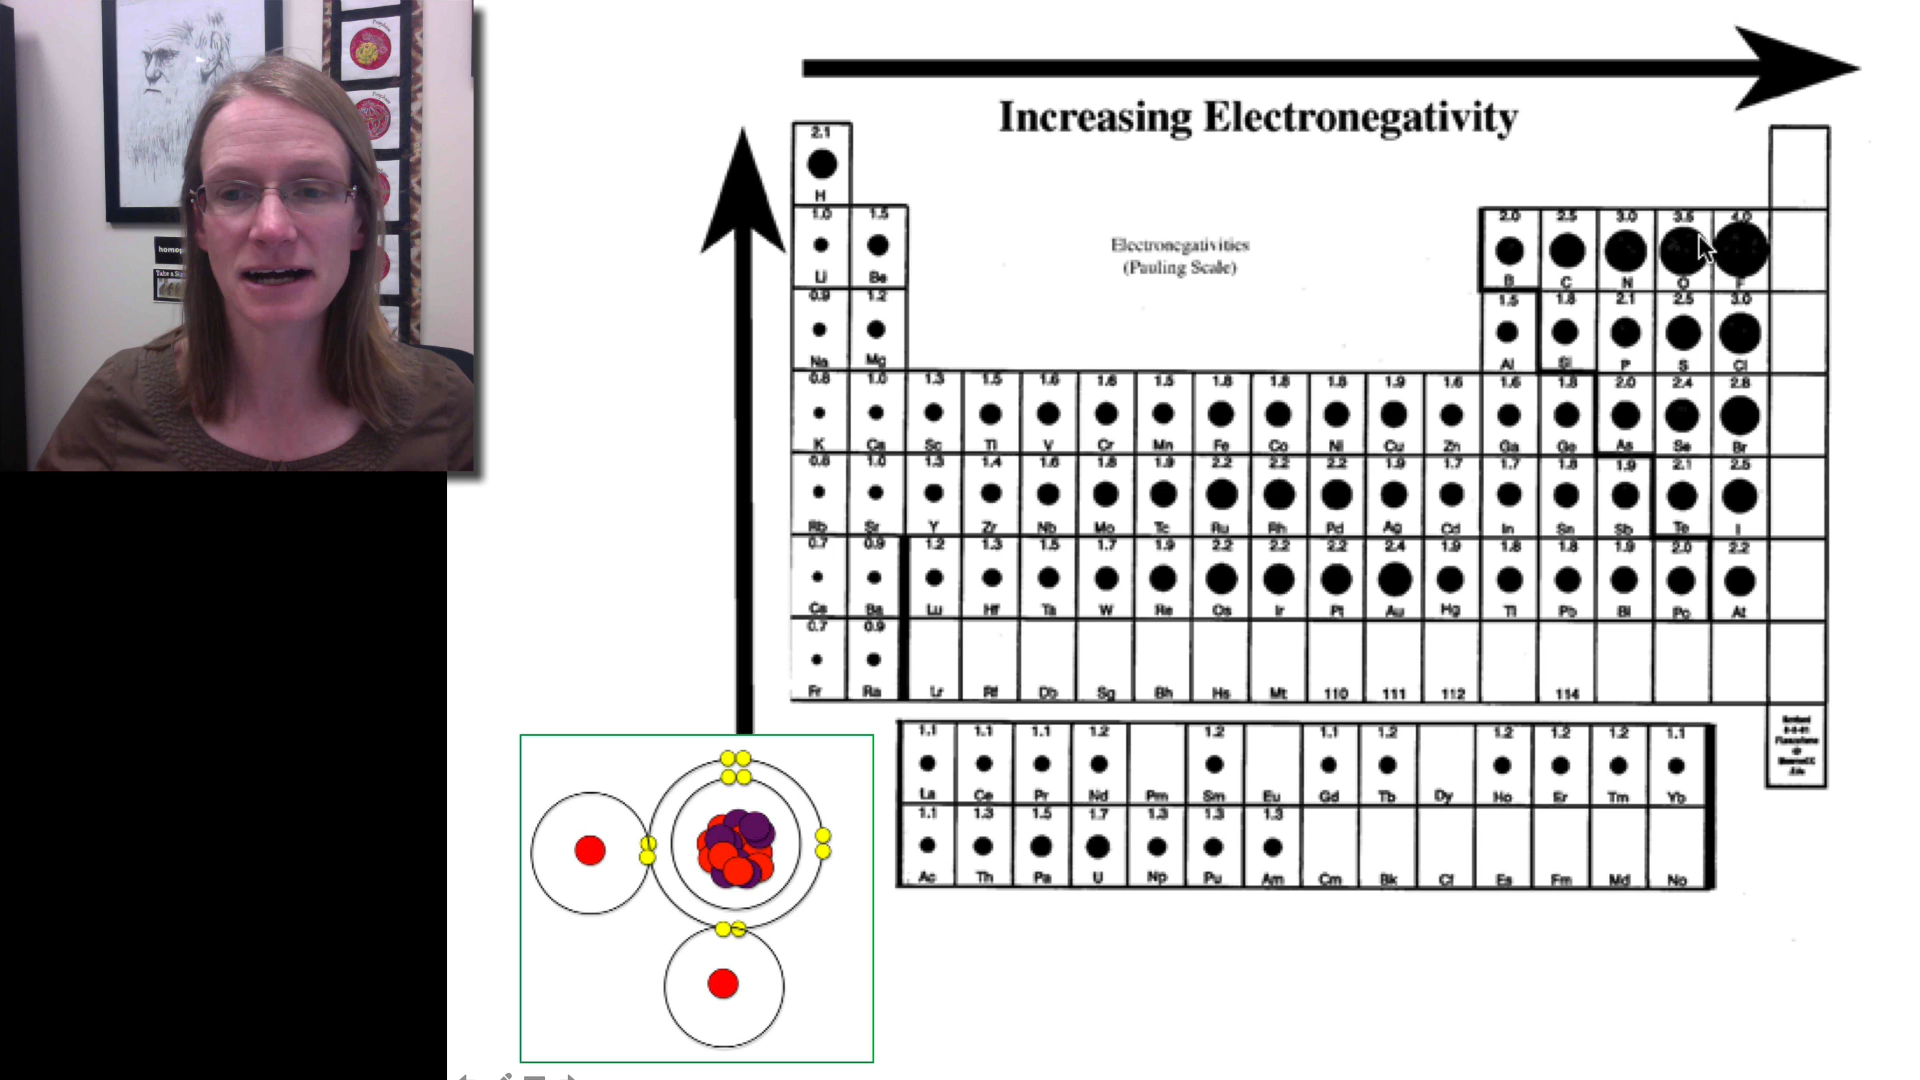 Increasing Electronegativity
Electronegativities
(Pauling Scale)
2.1
H
1.0 1.5 2.0 2.5 3.0 3.5 4.0
Li Be B C N O F
0.9 1.2 1.5 1.8 2.1 2.5 3.0
Na Mg Al Si P S Cl
0.8 1.0 1.3 1.5 1.6 1.6 1.5 1.8 1.8 1.8 1.9 1.6 1.6 1.8 2.0 2.4 2.8
K Ca Sc Ti V Cr Mn Fe Co Ni Cu Zn Ga Ge As Se Br
0.8 1.0 1.3 1.4 1.6 1.8 1.9 2.2 2.2 2.2 1.9 1.7 1.7 1.8 1.9 2.1 2.5
Rb Sr Y Zr Nb Mo Tc Ru Rh Pd Ag Cd In Sn Sb Te I
0.7 0.9 1.2 1.3 1.5 1.7 1.9 2.2 2.2 2.2 2.4 1.9 1.8 1.8 1.9 2.0 2.2
Cs Ba Lu Hf Ta W Re Os Ir Pt Au Hg Tl Pb Bi Po At
0.7 0.9
Fr Ra Lr Rf Db Sg Bh Hs Mt 110 111 112 114
1.1 1.1 1.1 1.2 1.2 1.1 1.2 1.2 1.2 1.2 1.1
La Ce Pr Nd Pm Sm Eu Gd Tb Dy Ho Er Tm Yb
1.1 1.3 1.5 1.7 1.3 1.3 1.3
Ac Th Pa U Np Pu Am Cm Bk Cf Es Fm Md No